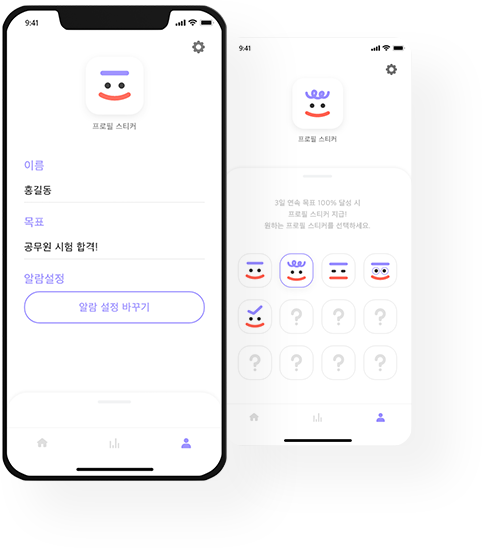 9:41
프로필 스티커
이름
홍길동
목표
공무원 시험 합격!
알람설정
알람 설정 바꾸기
9:41
프로필 스티커
3일 연속 목표 100% 달성 시
프로필 스티커 지급!
원하는 프로필 스티커를 선택하세요.
? ? ?
? ? ? ?